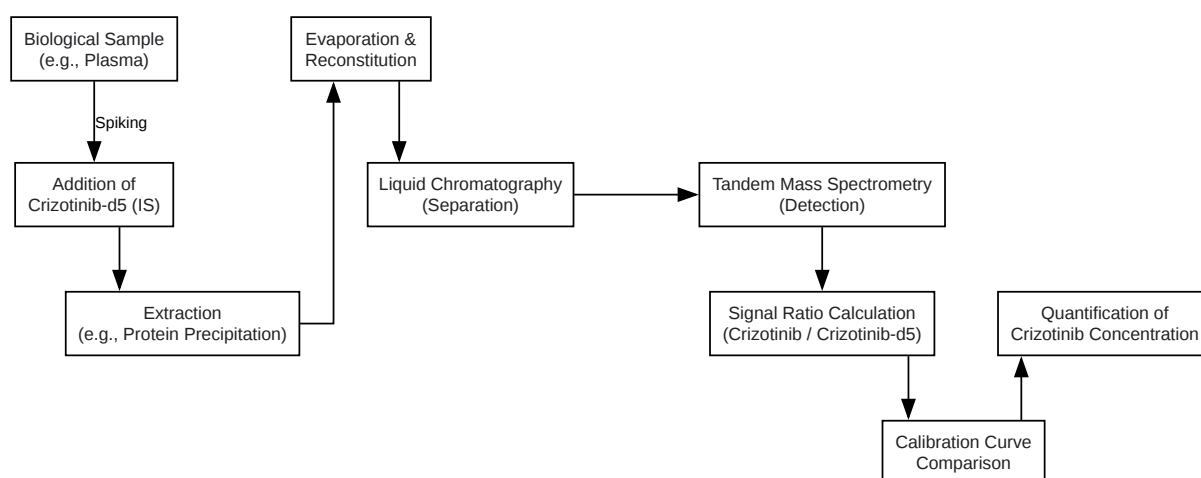 Biological Sample
(e.g., Plasma)
Spiking
Addition of
Crizotinib-d5 (IS)
Extraction
(e.g., Protein Precipitation)
Evaporation &
Reconstitution
Liquid Chromatography
(Separation)
Tandem Mass Spectrometry
(Detection)
Signal Ratio Calculation
(Crizotinib / Crizotinib-d5)
Calibration Curve
Comparison
Quantification of
Crizotinib Concentration